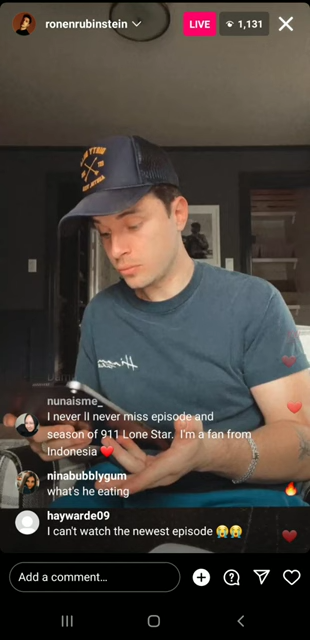 ronenrubinstein
LIVE
1,131
nunaisme_
I never ll never miss episode and
season of 911 Lone Star. I'm a fan from
Indonesia ❤️
ninabubblygum
what's he eating
haywarde09
I can't watch the newest episode 😭😭
Add a comment...